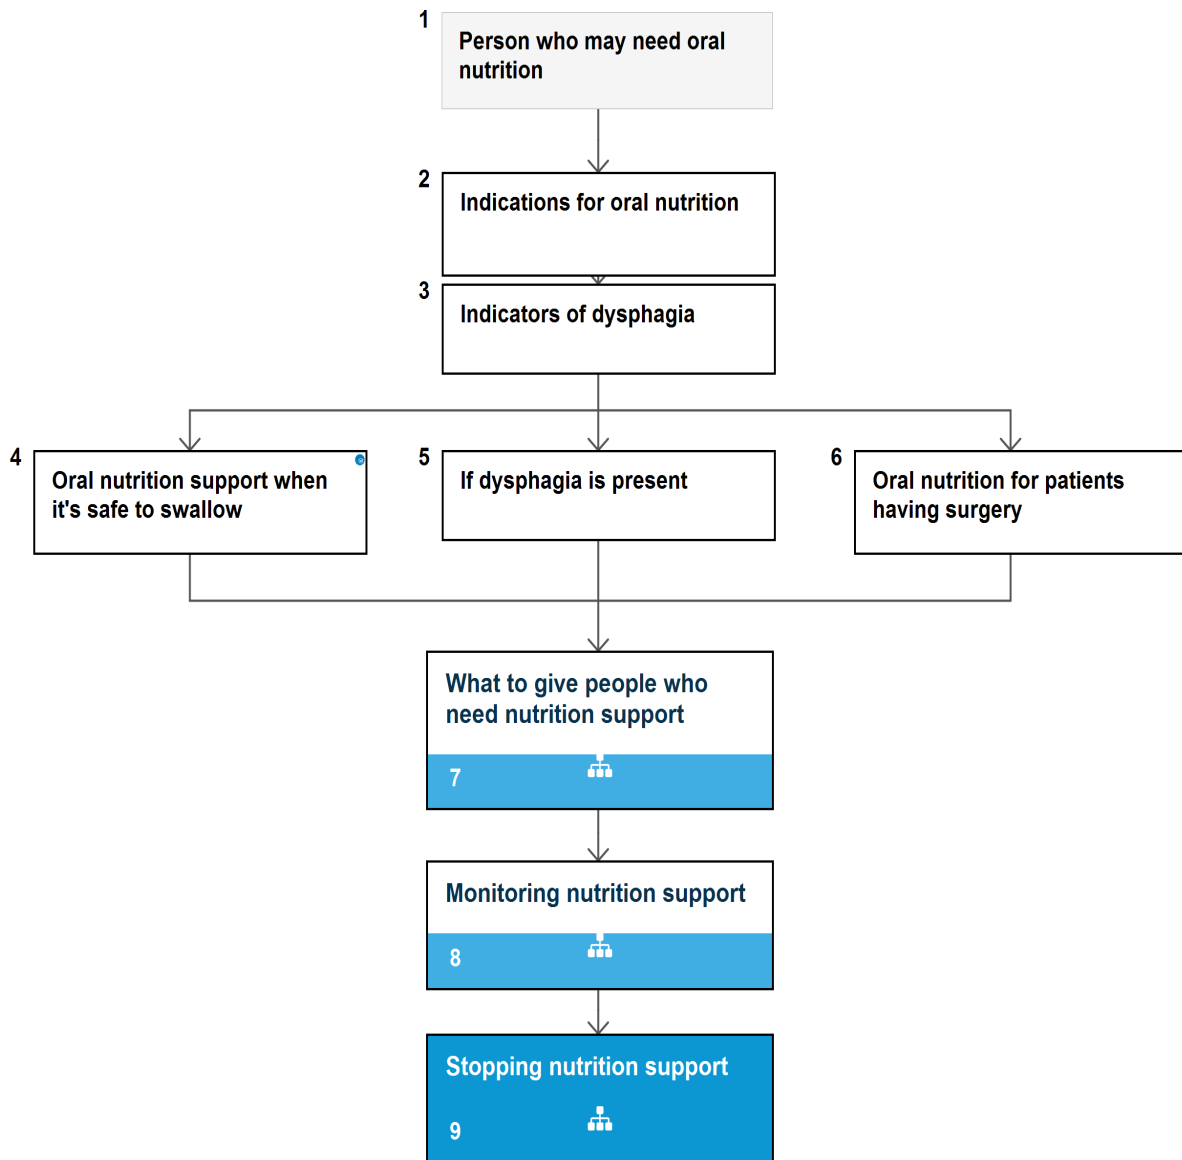 1
Person who may need oral
nutrition
2
Indications for oral nutrition
3
Indicators of dysphagia
4
Oral nutrition support when
it's safe to swallow
5
If dysphagia is present
6
Oral nutrition for patients
having surgery
What to give people who
need nutrition support
7
Monitoring nutrition support
8
Stopping nutrition support
9